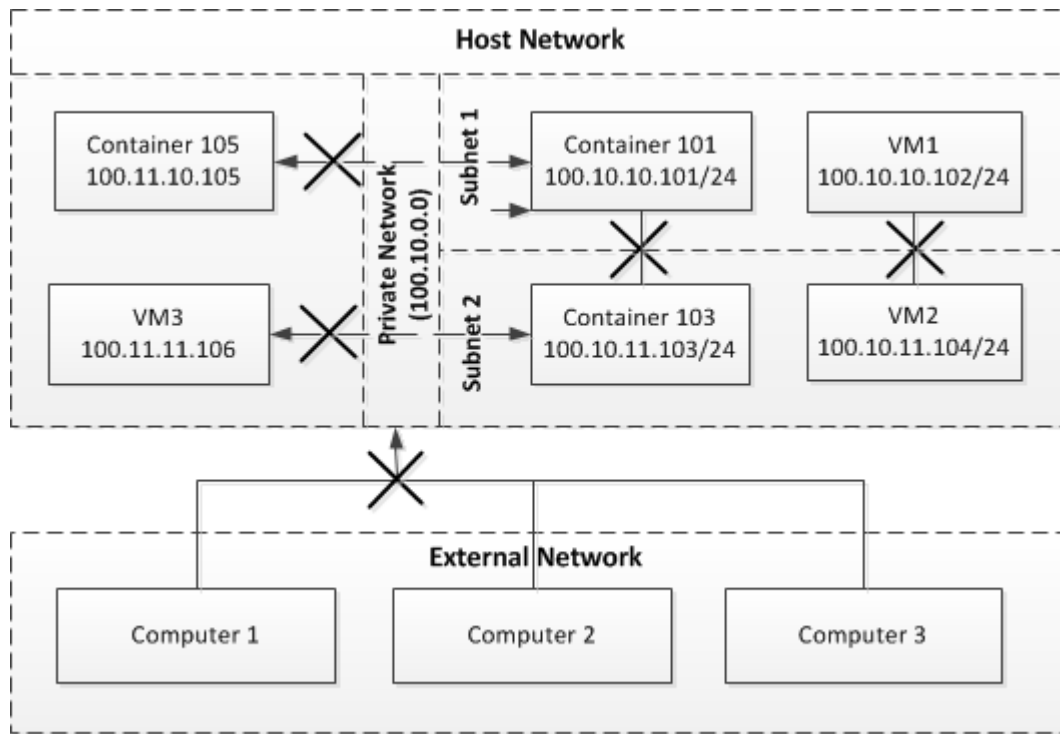 Host Network
Container 105
100.11.10.105
Private Network
(100.10.0.0)
Subnet 1
Container 101
100.10.10.101/24
VM1
100.10.10.102/24
VM3
100.11.11.106
Subnet 2
Container 103
100.10.11.103/24
VM2
100.10.11.104/24
External Network
Computer 1
Computer 2
Computer 3